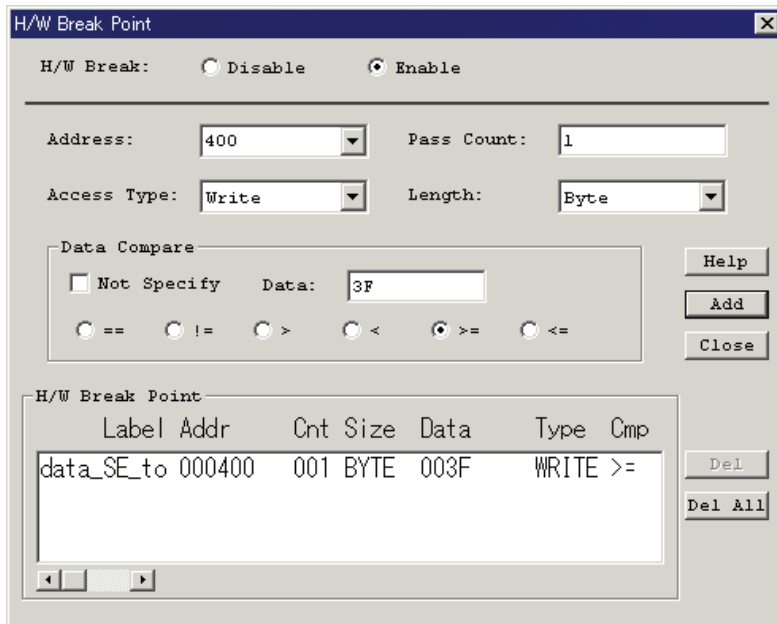 H/W Break Point
H/W Break: Disable Enable
Address: 400 Pass Count: 1
Access Type: Write Length: Byte
Data Compare
Not Specify Data: 3F
== != > < >= <=
Help
Add
Close
H/W Break Point
Label Addr Cnt Size Data Type Cmp
data_SE_to 000400 001 BYTE 003F WRITE >=
Del
Del All